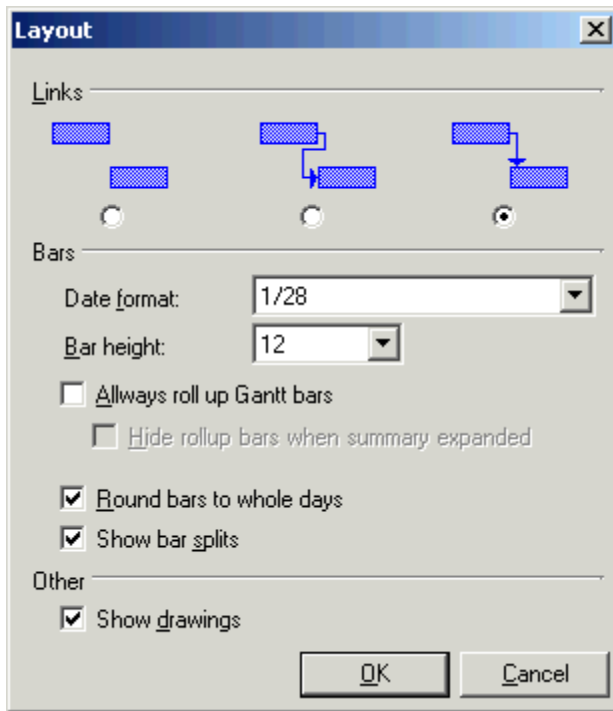 Layout
Links
Bars
Date format: 1/28
Bar height: 12
Allways roll up Gantt bars
Hide rollup bars when summary expanded
Round bars to whole days
Show bar splits
Other
Show drawings
OK Cancel